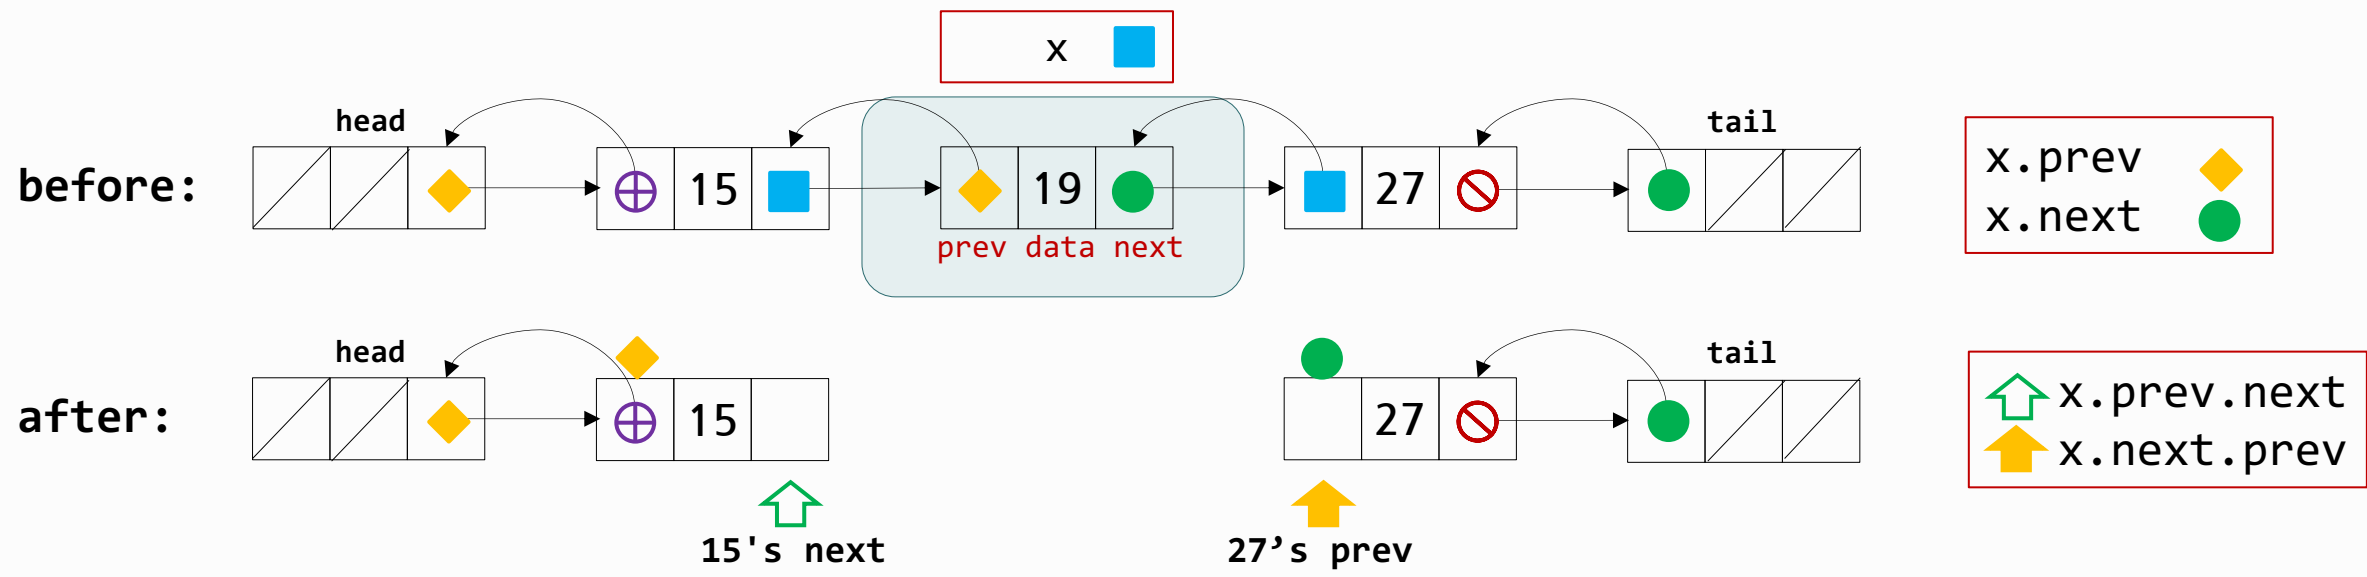 x
head
tail
before:
15
19
27
prev data next
x.prev
x.next
head
tail
after:
15
27
x.prev.next
x.next.prev
15's next
27’s prev